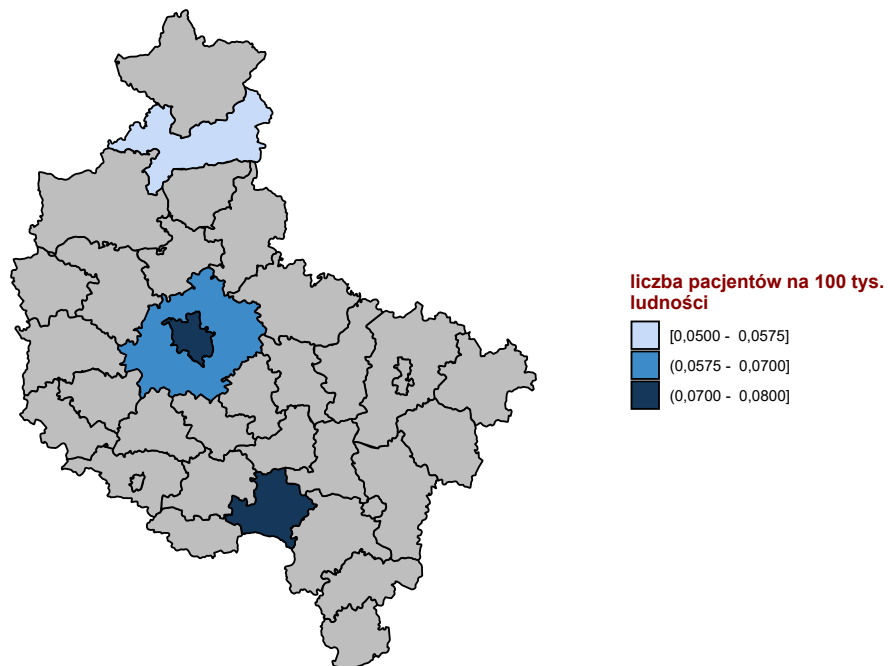 liczba pacjentów na 100 tys.
ludności
[0,0500 - 0,0575]
(0,0575 - 0,0700]
(0,0700 - 0,0800]